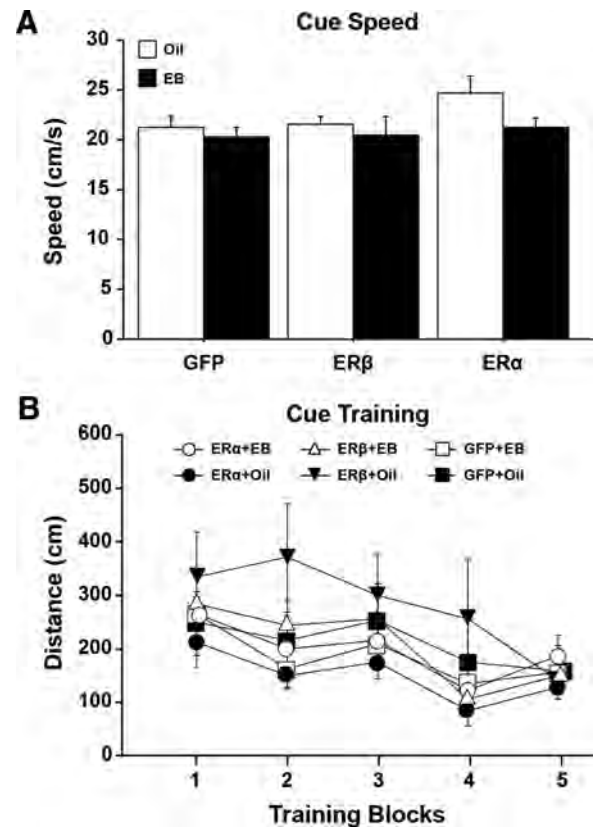 A
Cue Speed
30
25
20
15
10
5
0
Speed (cm/s)
Oil
EB
GFP ERβ ERα
B
Cue Training
600
500
400
300
200
100
0
Distance (cm)
ERα+EB ERβ+EB GFP+EB
ERα+Oil ERβ+Oil GFP+Oil
1 2 3 4 5
Training Blocks